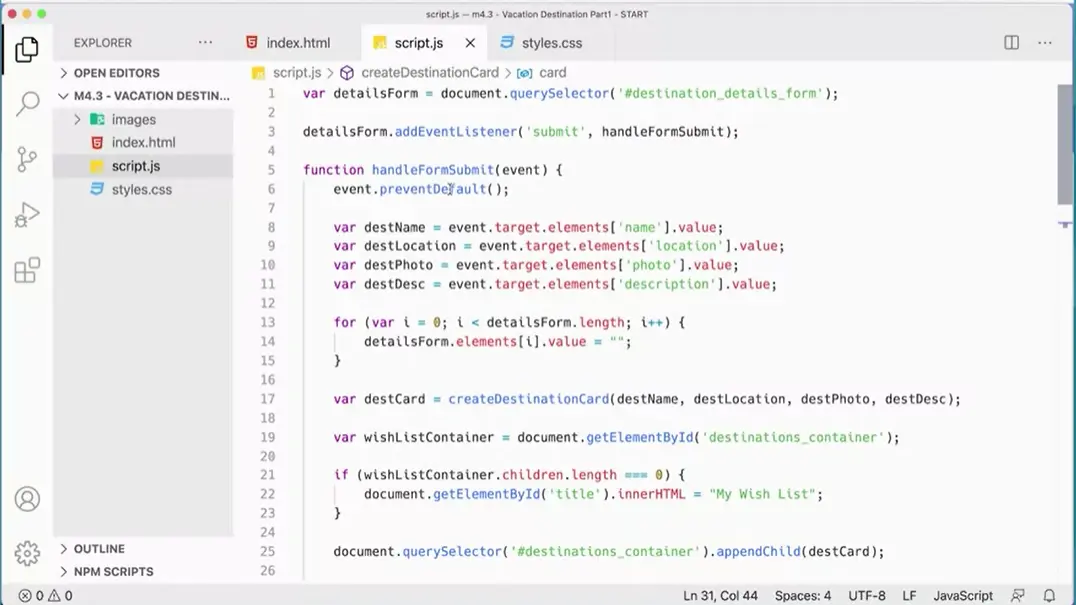 script.js — m4.3 - Vacation Destination Part1 - START
EXPLORER
index.html
script.js
styles.css
OPEN EDITORS
script.js > createDestinationCard > card
M4.3 - VACATION DESTIN...
images
index.html
script.js
styles.css
1 var detailsForm = document.querySelector('#destination_details_form');
2
3 detailsForm.addEventListener('submit', handleFormSubmit);
4
5 function handleFormSubmit(event) {
6 event.preventDefault();
7
8 var destName = event.target.elements['name'].value;
9 var destLocation = event.target.elements['location'].value;
10 var destPhoto = event.target.elements['photo'].value;
11 var destDesc = event.target.elements['description'].value;
12
13 for (var i = 0; i < detailsForm.length; i++) {
14 detailsForm.elements[i].value = "";
15 }
16
17 var destCard = createDestinationCard(destName, destLocation, destPhoto, destDesc);
18
19 var wishListContainer = document.getElementById('destinations_container');
20
21 if (wishListContainer.children.length === 0) {
22 document.getElementById('title').innerHTML = "My Wish List";
23 }
24
25 document.querySelector('#destinations_container').appendChild(destCard);
26
OUTLINE
NPM SCRIPTS
0 0
Ln 31, Col 44
Spaces: 4
UTF-8
LF
JavaScript